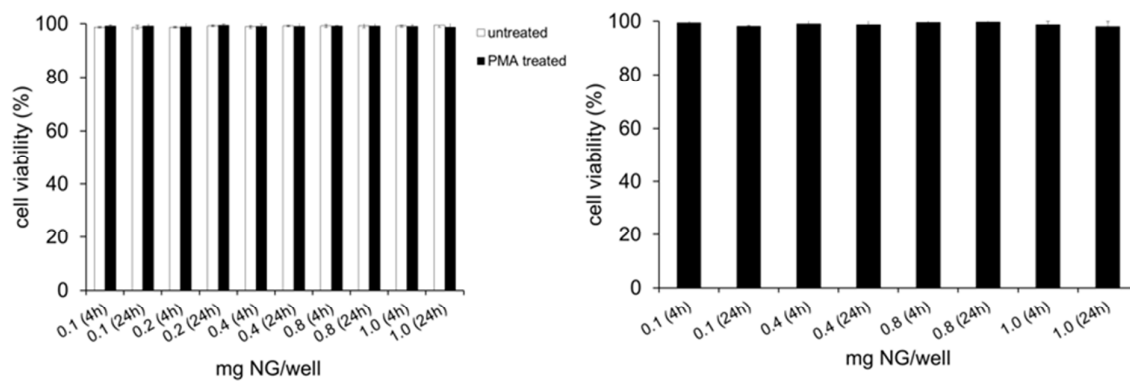 cell viability (%)
100
80
60
40
20
0
0.1 (4h)
0.1 (24h)
0.2 (4h)
0.2 (24h)
0.4 (4h)
0.4 (24h)
0.8 (4h)
0.8 (24h)
1.0 (4h)
1.0 (24h)
mg NG/well
untreated
PMA treated
cell viability (%)
100
80
60
40
20
0
0.1 (4h)
0.1 (24h)
0.4 (4h)
0.4 (24h)
0.8 (4h)
0.8 (24h)
1.0 (4h)
1.0 (24h)
mg NG/well